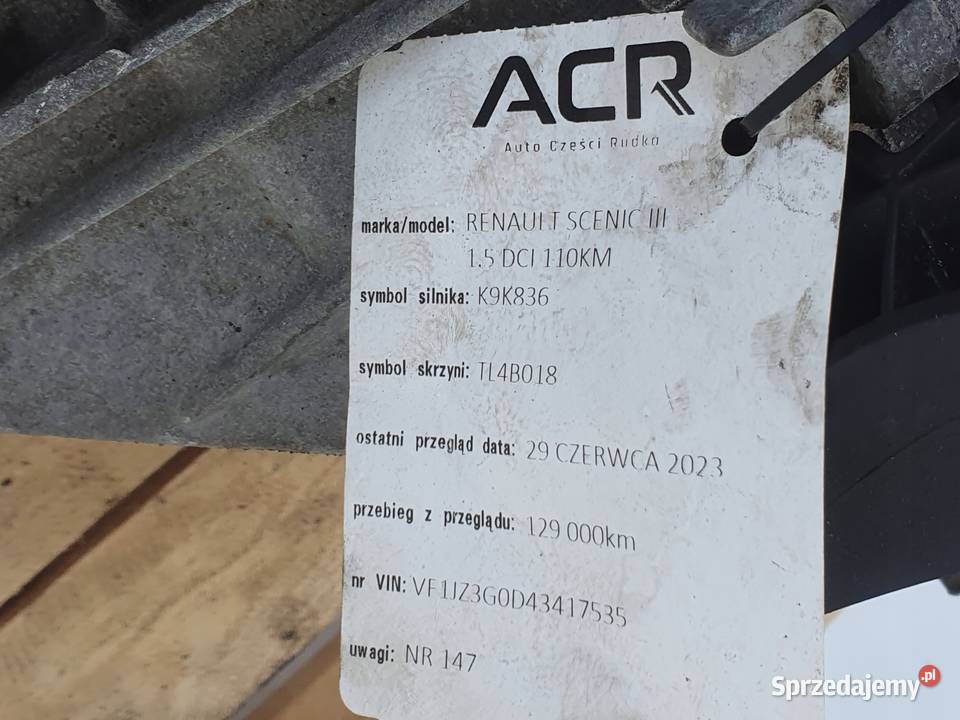 ACR
Auto Części Rudka
marka/model: RENAULT SCENIC III
1.5 DCI 110KM
symbol silnika: K9K836
symbol skrzyni: TL4B018
ostatni przegląd data: 29 CZERWCA 2023
przebieg z przeglądu: 129 000km
nr VIN: VF1JZ3G0D43417535
uwagi: NR 147
Sprzedajemy.pl